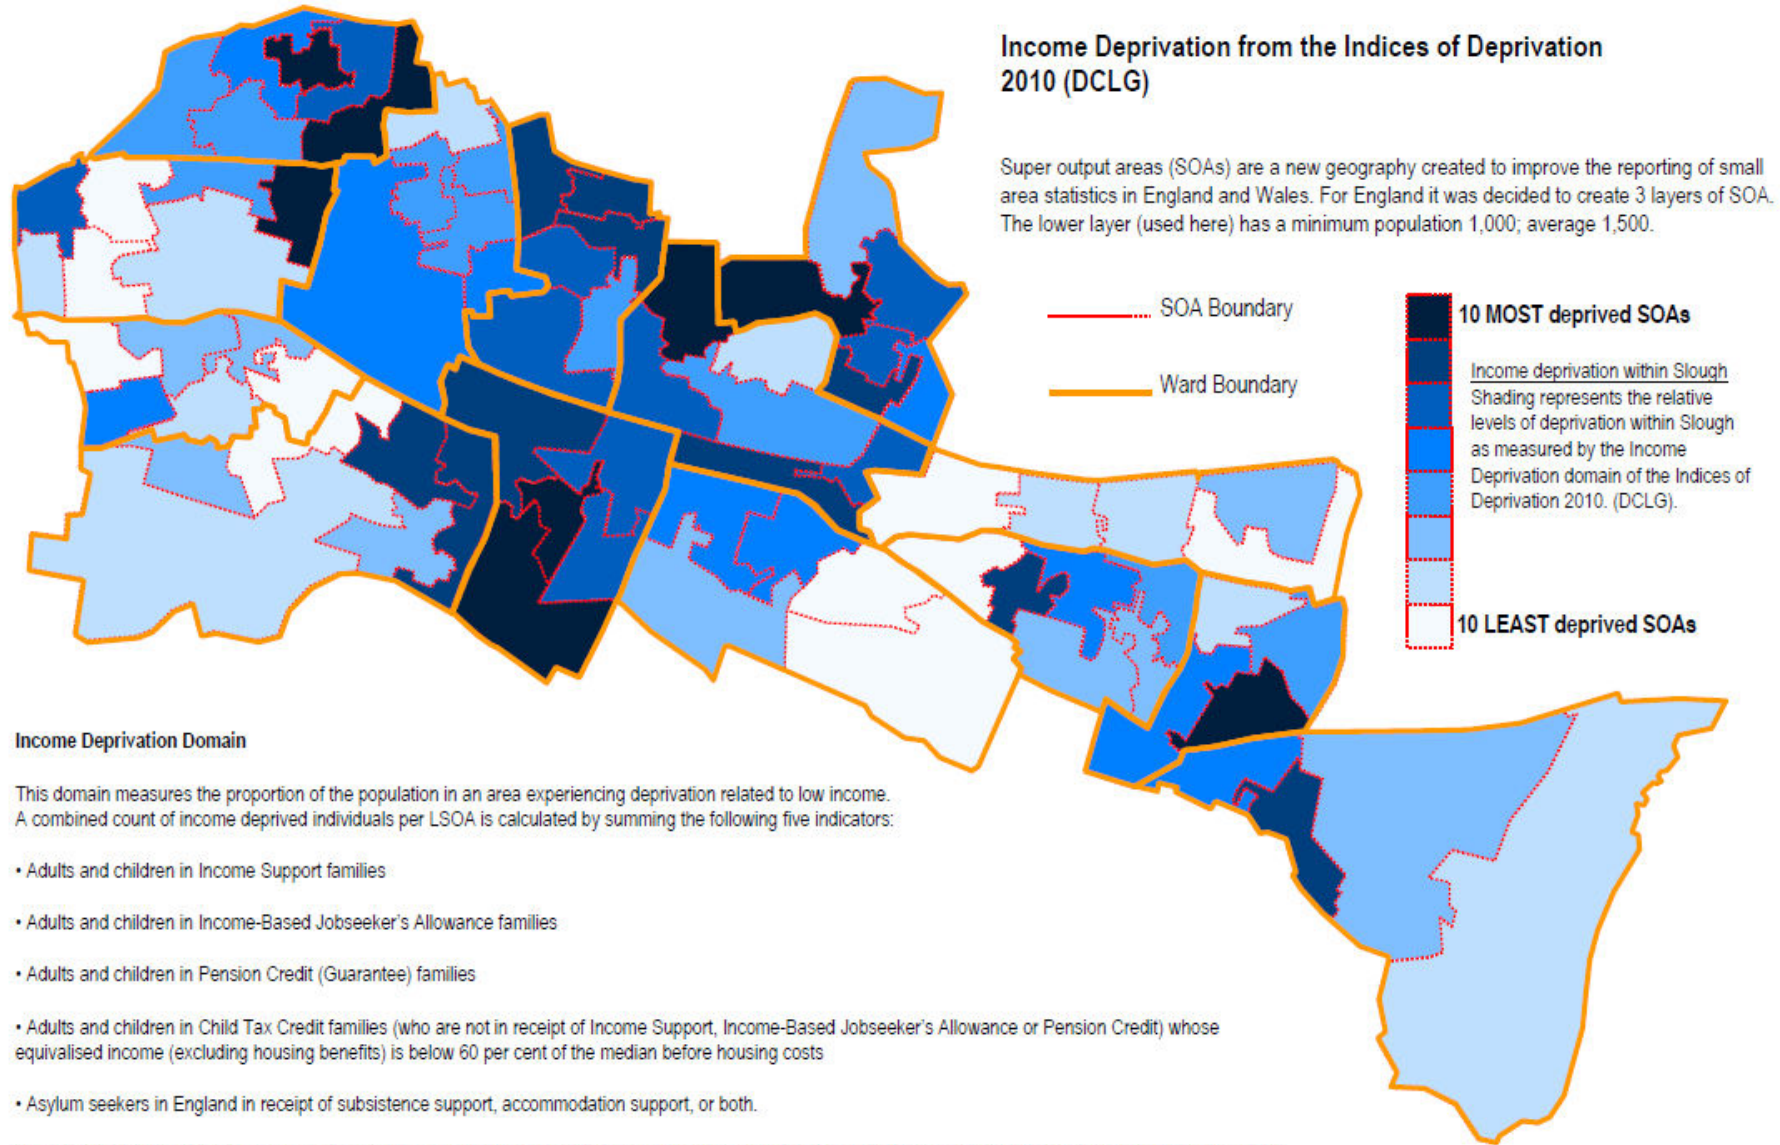 Income Deprivation from the Indices of Deprivation
2010 (DCLG)
Super output areas (SOAs) are a new geography created to improve the reporting of small
area statistics in England and Wales. For England it was decided to create 3 layers of SOA.
The lower layer (used here) has a minimum population 1,000; average 1,500.
SOA Boundary
Ward Boundary
10 MOST deprived SOAs
Income deprivation within Slough
Shading represents the relative
levels of deprivation within Slough
as measured by the Income
Deprivation domain of the Indices of
Deprivation 2010. (DCLG).
10 LEAST deprived SOAs
Income Deprivation Domain
This domain measures the proportion of the population in an area experiencing deprivation related to low income.
A combined count of income deprived individuals per LSOA is calculated by summing the following five indicators:
• Adults and children in Income Support families
• Adults and children in Income-Based Jobseeker's Allowance families
• Adults and children in Pension Credit (Guarantee) families
• Adults and children in Child Tax Credit families (who are not in receipt of Income Support, Income-Based Jobseeker's Allowance or Pension Credit) whose
equivalised income (excluding housing benefits) is below 60 per cent of the median before housing costs
• Asylum seekers in England in receipt of subsistence support, accommodation support, or both.